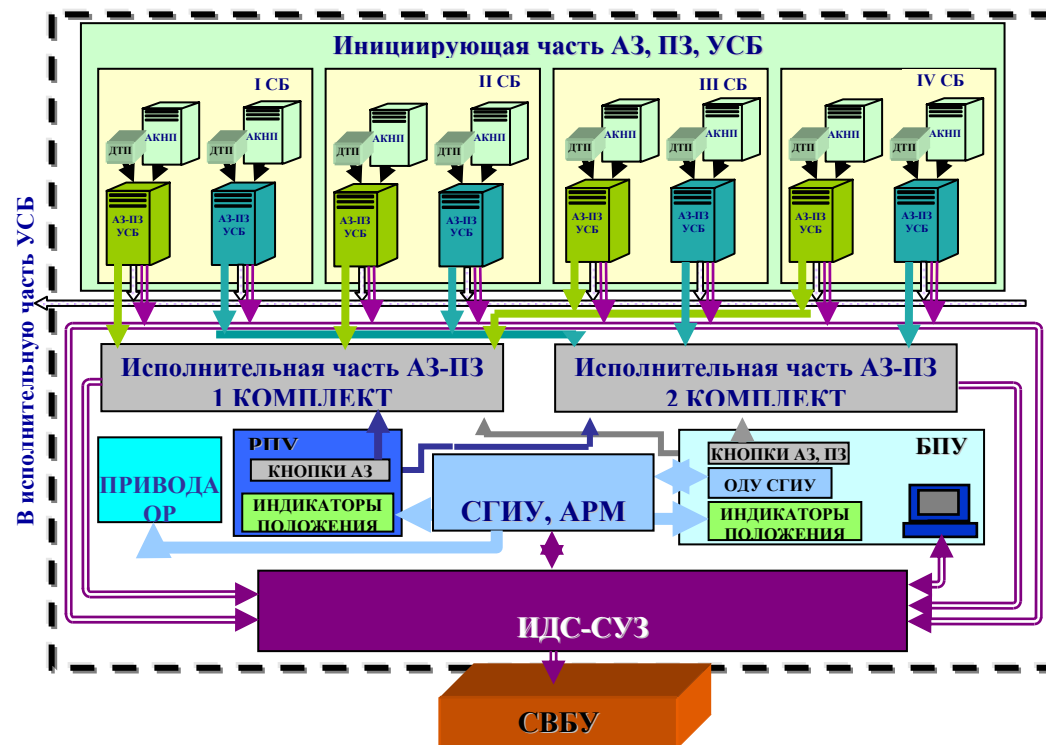 Инициирующая часть АЗ, ПЗ, УСБ
I СБ
II СБ
III СБ
IV СБ
АКНП
АКНП
АКНП
АКНП
АКНП
АКНП
АКНП
АКНП
ДТП
ДТП
ДТП
ДТП
ДТП
ДТП
ДТП
ДТП
АЗ-ПЗ
УСБ
АЗ-ПЗ
УСБ
АЗ-ПЗ
УСБ
АЗ-ПЗ
УСБ
АЗ-ПЗ
УСБ
АЗ-ПЗ
УСБ
АЗ-ПЗ
УСБ
АЗ-ПЗ
УСБ
В исполнительную часть УСБ
Исполнительная часть АЗ-ПЗ
1 КОМПЛЕКТ
Исполнительная часть АЗ-ПЗ
2 КОМПЛЕКТ
ПРИВОДА
ОР
РПУ
КНОПКИ АЗ
ИНДИКАТОРЫ
ПОЛОЖЕНИЯ
СГИУ, АРМ
БПУ
КНОПКИ АЗ, ПЗ
ОДУ СГИУ
ИНДИКАТОРЫ
ПОЛОЖЕНИЯ
ИДС-СУЗ
СВБУ